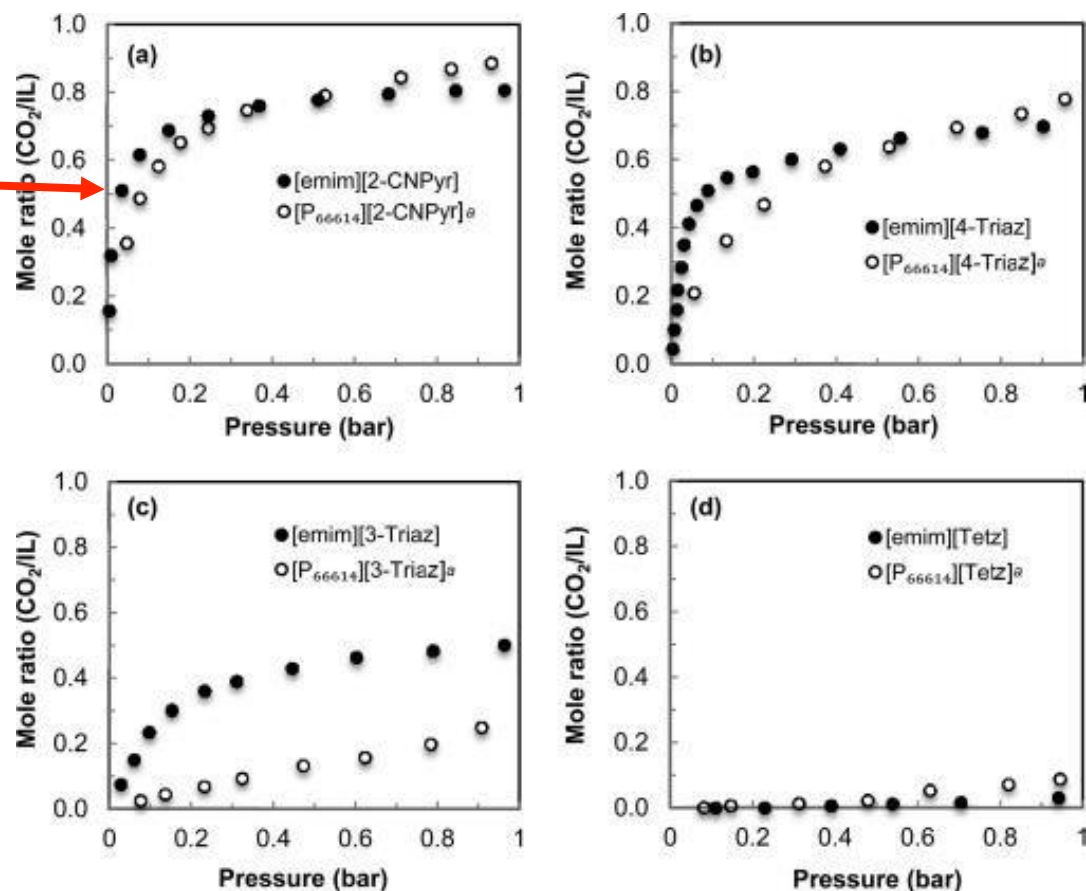 (a)
Mole ratio (CO₂/IL)
1.0
0.8
0.6
0.4
0.2
0.0
[emim][2-CNPyr]
[P₆₆₆₁₄][2-CNPyr]ᵃ
0 0.2 0.4 0.6 0.8 1
Pressure (bar)
(b)
Mole ratio (CO₂/IL)
1.0
0.8
0.6
0.4
0.2
0.0
[emim][4-Triaz]
[P₆₆₆₁₄][4-Triaz]ᵃ
0 0.2 0.4 0.6 0.8 1
Pressure (bar)
(c)
Mole ratio (CO₂/IL)
1.0
0.8
0.6
0.4
0.2
0.0
[emim][3-Triaz]
[P₆₆₆₁₄][3-Triaz]ᵃ
0 0.2 0.4 0.6 0.8 1
Pressure (bar)
(d)
Mole ratio (CO₂/IL)
1.0
0.8
0.6
0.4
0.2
0.0
[emim][Tetz]
[P₆₆₆₁₄][Tetz]ᵃ
0 0.2 0.4 0.6 0.8 1
Pressure (bar)